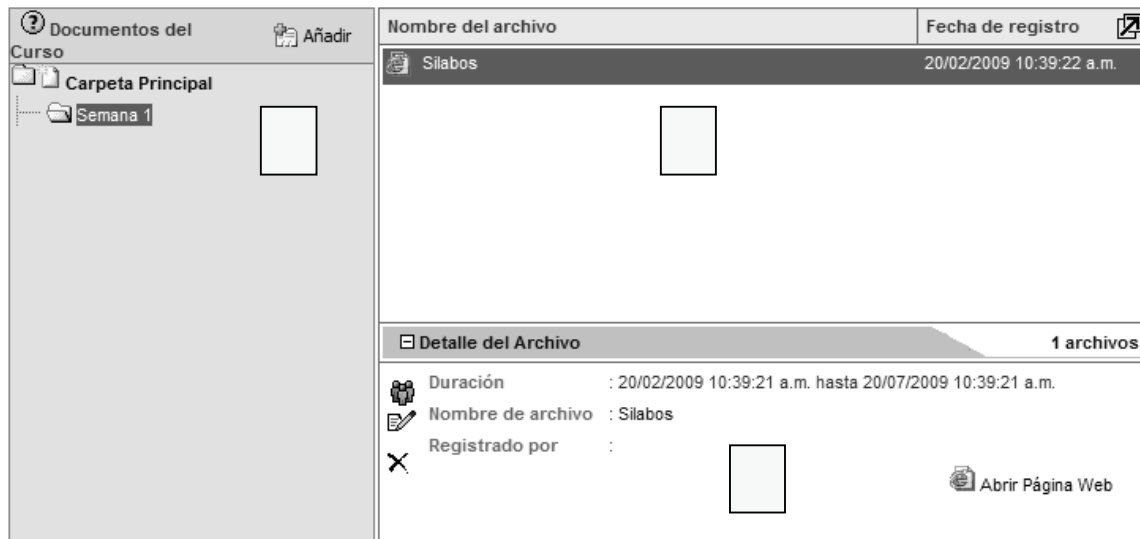 Documentos del
Curso
Añadir
Carpeta Principal
Semana 1
Nombre del archivo
Fecha de registro
Silabos
20/02/2009 10:39:22 a.m.
Detalle del Archivo
1 archivos
Duración : 20/02/2009 10:39:21 a.m. hasta 20/07/2009 10:39:21 a.m.
Nombre de archivo : Silabos
Registrado por :
Abrir Página Web